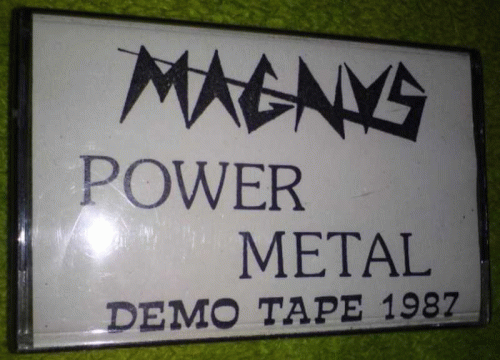 MAGNUS
POWER
METAL
DEMO TAPE 1987